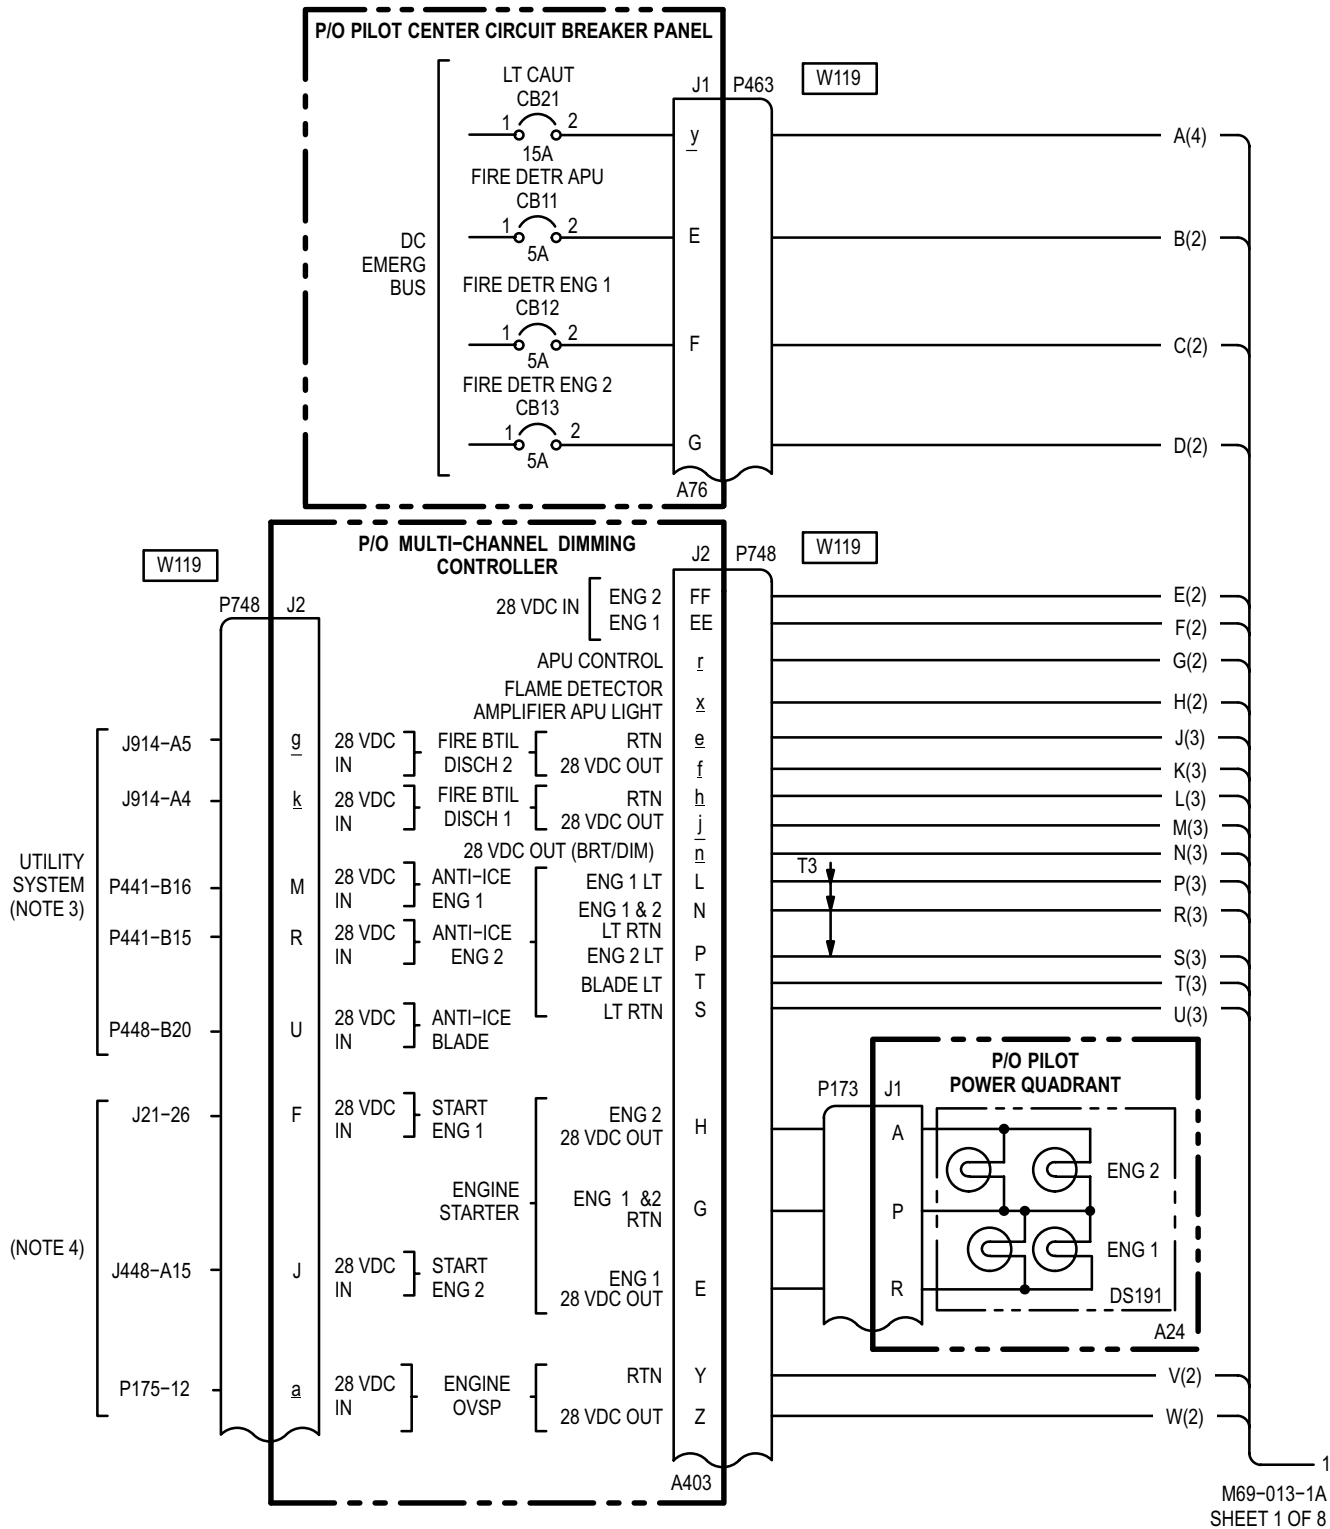 P/O PILOT CENTER CIRCUIT BREAKER PANEL
LT CAUT
CB21
1 2
15A
J1 P463
W119
y
A(4)
FIRE DETR APU
CB11
1 2
5A
E
B(2)
DC
EMERG
BUS
FIRE DETR ENG 1
CB12
1 2
5A
F
C(2)
FIRE DETR ENG 2
CB13
1 2
5A
G
D(2)
A76
P/O MULTI−CHANNEL DIMMING
CONTROLLER
W119
P748 J2
J2 P748
W119
28 VDC IN
ENG 2 FF E(2)
ENG 1 EE F(2)
APU CONTROL r G(2)
FLAME DETECTOR
AMPLIFIER APU LIGHT x H(2)
UTILITY
SYSTEM
(NOTE 3)
J914−A5 g 28 VDC
IN
FIRE BTIL
DISCH 2
RTN e J(3)
28 VDC OUT f K(3)
J914−A4 k 28 VDC
IN
FIRE BTIL
DISCH 1
RTN h L(3)
28 VDC OUT j M(3)
28 VDC OUT (BRT/DIM) n N(3)
T3
P441−B16 M 28 VDC
IN
ANTI−ICE
ENG 1
ENG 1 LT L P(3)
ENG 1 & 2
LT RTN
N R(3)
P441−B15 R 28 VDC
IN
ANTI−ICE
ENG 2
ENG 2 LT P S(3)
BLADE LT T T(3)
LT RTN S U(3)
P448−B20 U 28 VDC
IN
ANTI−ICE
BLADE
P/O PILOT
POWER QUADRANT
P173 J1
(NOTE 4)
J21−26 F 28 VDC
IN
START
ENG 1
ENGINE
STARTER
ENG 2
28 VDC OUT
H
A
ENG 2
ENG 1 &2
RTN
G
P
ENG 1
J448−A15 J 28 VDC
IN
START
ENG 2
ENG 1
28 VDC OUT
E
R
DS191
A24
P175−12 a 28 VDC
IN
ENGINE
OVSP
RTN Y V(2)
28 VDC OUT Z W(2)
A403
1
M69−013−1A
SHEET 1 OF 8